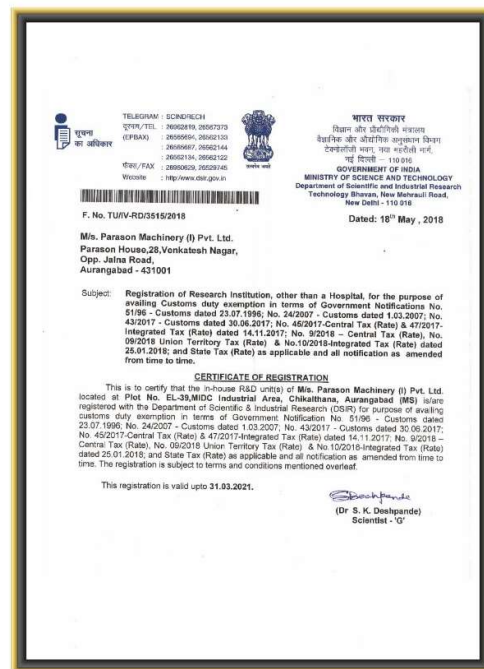 सूचना
का अधिकार
TELEGRAM : SCINDRECH
दूरभाष/TEL : 26962819, 26567373
(EPBAX) : 26565694, 26562133
: 26565687, 26562144
: 26562134, 26562122
फैक्स/FAX : 26960629, 26529745
Website : http://www.dsir.gov.in
भारत सरकार
विज्ञान और प्रौद्योगिकी मंत्रालय
वैज्ञानिक और औद्योगिक अनुसंधान विभाग
टेक्नोलॉजी भवन, नया महरौली मार्ग,
नई दिल्ली – 110 016
GOVERNMENT OF INDIA
MINISTRY OF SCIENCE AND TECHNOLOGY
Department of Scientific and Industrial Research
Technology Bhavan, New Mehrauli Road,
New Delhi - 110 016
F. No. TU/IV-RD/3515/2018
Dated: 18th May , 2018
M/s. Parason Machinery (I) Pvt. Ltd.
Parason House,28,Venkatesh Nagar,
Opp. Jalna Road,
Aurangabad - 431001
Subject: Registration of Research Institution, other than a Hospital, for the purpose of
availing Customs duty exemption in terms of Government Notifications No.
51/96 - Customs dated 23.07.1996; No. 24/2007 - Customs dated 1.03.2007; No.
43/2017 - Customs dated 30.06.2017; No. 45/2017-Central Tax (Rate) & 47/2017-
Integrated Tax (Rate) dated 14.11.2017; No. 9/2018 – Central Tax (Rate), No.
09/2018 Union Territory Tax (Rate) & No.10/2018-Integrated Tax (Rate) dated
25.01.2018; and State Tax (Rate) as applicable and all notification as amended
from time to time.
CERTIFICATE OF REGISTRATION
This is to certify that the in-house R&D unit(s) of M/s. Parason Machinery (I) Pvt. Ltd.
located at Plot No. EL-39,MIDC Industrial Area, Chikalthana, Aurangabad (MS) is/are
registered with the Department of Scientific & Industrial Research (DSIR) for purpose of availing
customs duty exemption in terms of Government Notification No. 51/96 - Customs dated
23.07.1996; No. 24/2007 - Customs dated 1.03.2007; No. 43/2017 - Customs dated 30.06.2017;
No. 45/2017-Central Tax (Rate) & 47/2017-Integrated Tax (Rate) dated 14.11.2017; No. 9/2018 –
Central Tax (Rate), No. 09/2018 Union Territory Tax (Rate) & No.10/2018-Integrated Tax (Rate)
dated 25.01.2018; and State Tax (Rate) as applicable and all notification as amended from time to
time. The registration is subject to terms and conditions mentioned overleaf.
This registration is valid upto 31.03.2021.
SDeshpande
(Dr S. K. Deshpande)
Scientist - 'G'